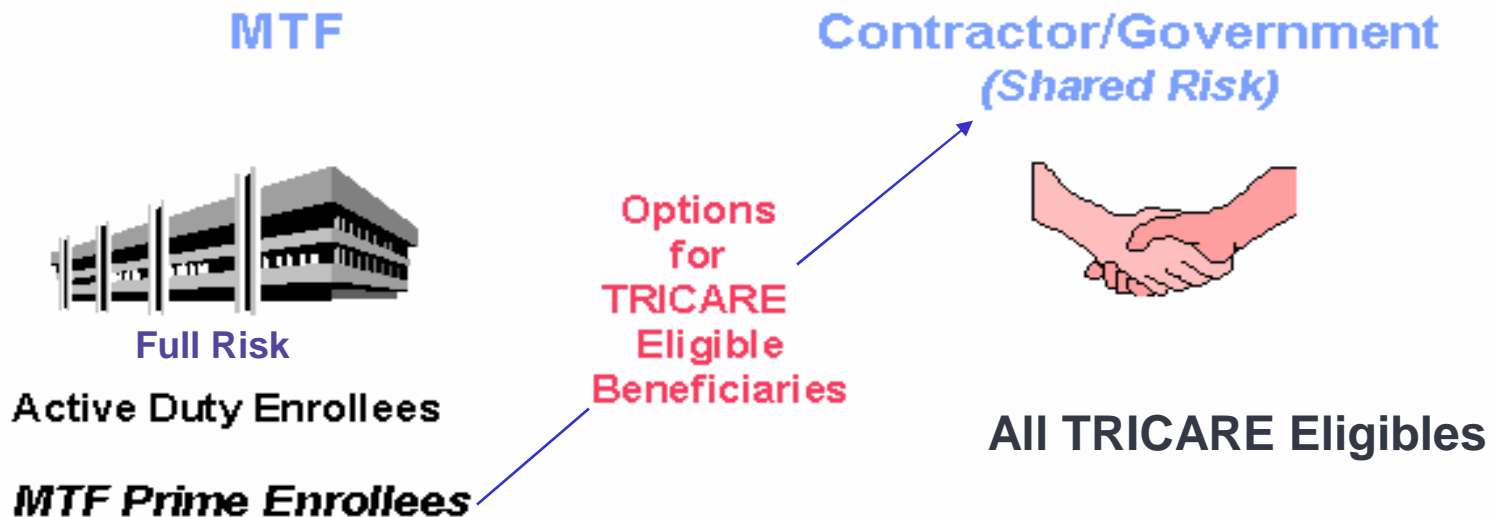 MTF
Contractor/Government
(Shared Risk)
Options
for
TRICARE
Eligible
Beneficiaries
Full Risk
Active Duty Enrollees
MTF Prime Enrollees
All TRICARE Eligibles